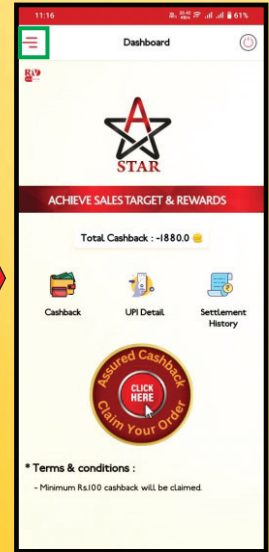 11:16
61%
Dashboard
STAR
ACHIEVE SALES TARGET & REWARDS
Total Cashback : -1880.0
Cashback
UPI Detail
Settlement
History
Assured Cashback
CLICK
HERE
Claim Your Order
* Terms & conditions :
- Minimum Rs.100 cashback will be claimed.